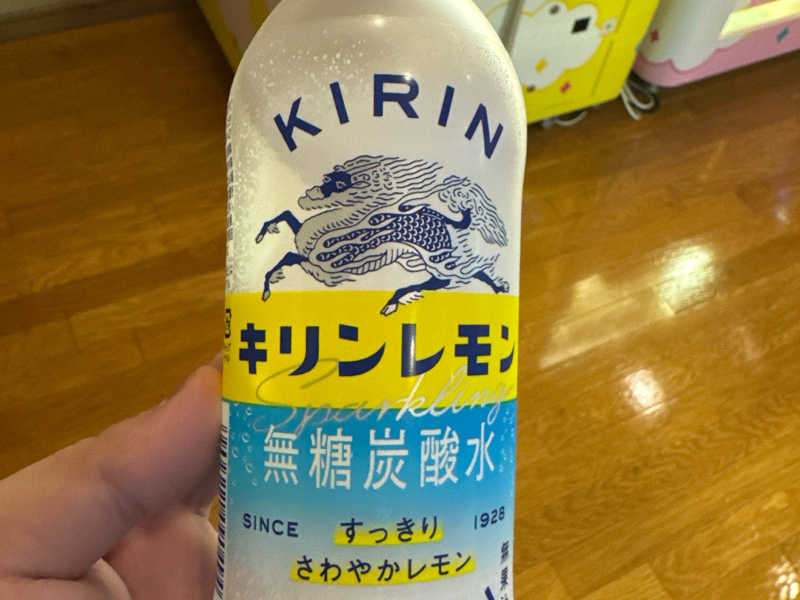 KIRIN
キリンレモン
Sparkling
無糖炭酸水
SINCE 1928
すっきり
さわやかレモン